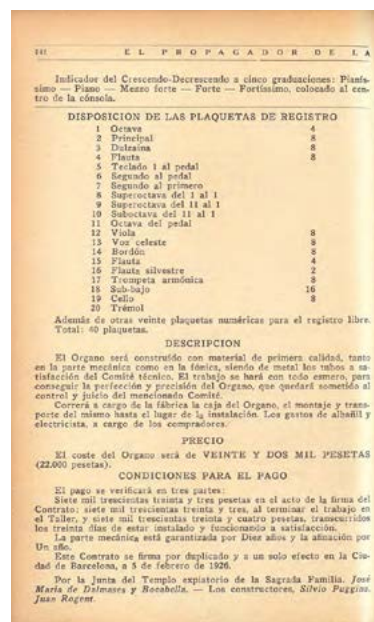 EL PROPAGADOR DE LA
Indicador del Crescendo-Decrescendo a cinco graduaciones: Pianís-
simo — Piano — Mezzo forte — Forte — Fortissimo, colocado al cen-
tro de la cónsola.
DISPOSICION DE LAS PLAQUETAS DE REGISTRO
1 Octava 4
2 Principal 8
3 Dulzaina 8
4 Flauta 8
5 Teclado 1 al pedal
6 Segundo al pedal
7 Segundo al primero
8 Superoctava del 1 al 1
9 Superoctava del 11 al 1
10 Suboctava del 11 al 1
11 Octava del pedal
12 Viola 8
13 Vox celeste 8
14 Bordón 8
15 Flauta 4
16 Flauta silvestre 2
17 Trompeta armónica 8
18 Sub-bajo 16
19 Cello 8
20 Trémol
Además de otras veinte plaquetas numéricas para el registro libre.
Total: 40 plaquetas.
DESCRIPCION
El Organo será construído con material de primera calidad, tanto
en la parte mecánica como en la fónica, siendo de metal los tubos a sa-
tisfacción del Comité técnico. El trabajo se hará con todo esmero, para
conseguir la perfección y precisión del Organo, que quedará sometido al
control y juicio del mencionado Comité.
Correrá a cargo de la fábrica la caja del Organo, el montaje y trans-
porte del mismo hasta el lugar de la instalación. Los gastos de albañil y
electricista, a cargo de los compradores.
PRECIO
El coste del Organo será de VEINTE Y DOS MIL PESETAS
(22.000 pesetas).
CONDICIONES PARA EL PAGO
El pago se verificará en tres partes:
Siete mil trescientas treinta y tres pesetas en el acto de la firma del
Contrato: siete mil trescientas treinta y tres, al terminar el trabajo en
el Taller, y siete mil trescientas treinta y cuatro pesetas, transcurridos
los treinta días de estar instalado y funcionando a satisfacción.
La parte mecánica está garantizada por Diez años y la afinación por
Un año.
Este Contrato se firma por duplicado y a un solo efecto en la Ciu-
dad de Barcelona, a 5 de febrero de 1926.
Por la Junta del Templo expiatorio de la Sagrada Familia, José
María de Dalmases y Bocabella. — Los constructores, Silvio Puggina,
Juan Rogent.